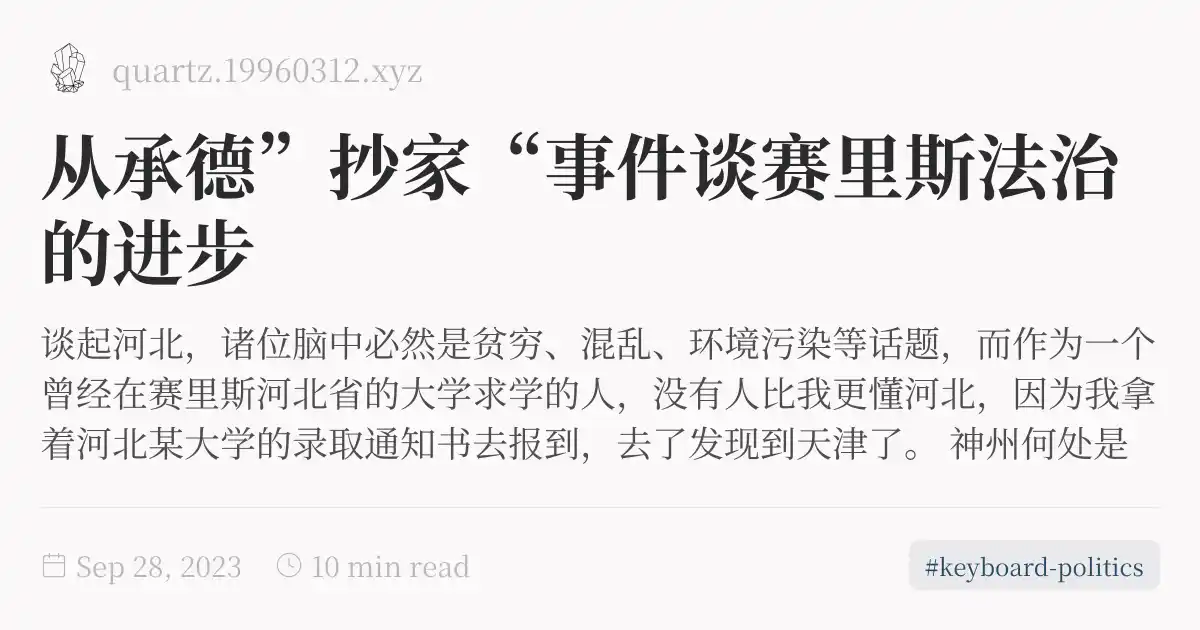 quartz.19960312.xyz
从承德”抄家“事件谈赛里斯法治
的进步
谈起河北，诸位脑中必然是贫穷、混乱、环境污染等话题，而作为一个
曾经在赛里斯河北省的大学求学的人，没有人比我更懂河北，因为我拿
着河北某大学的录取通知书去报到，去了发现到天津了。 神州何处是
Sep 28, 2023 10 min read #keyboard-politics